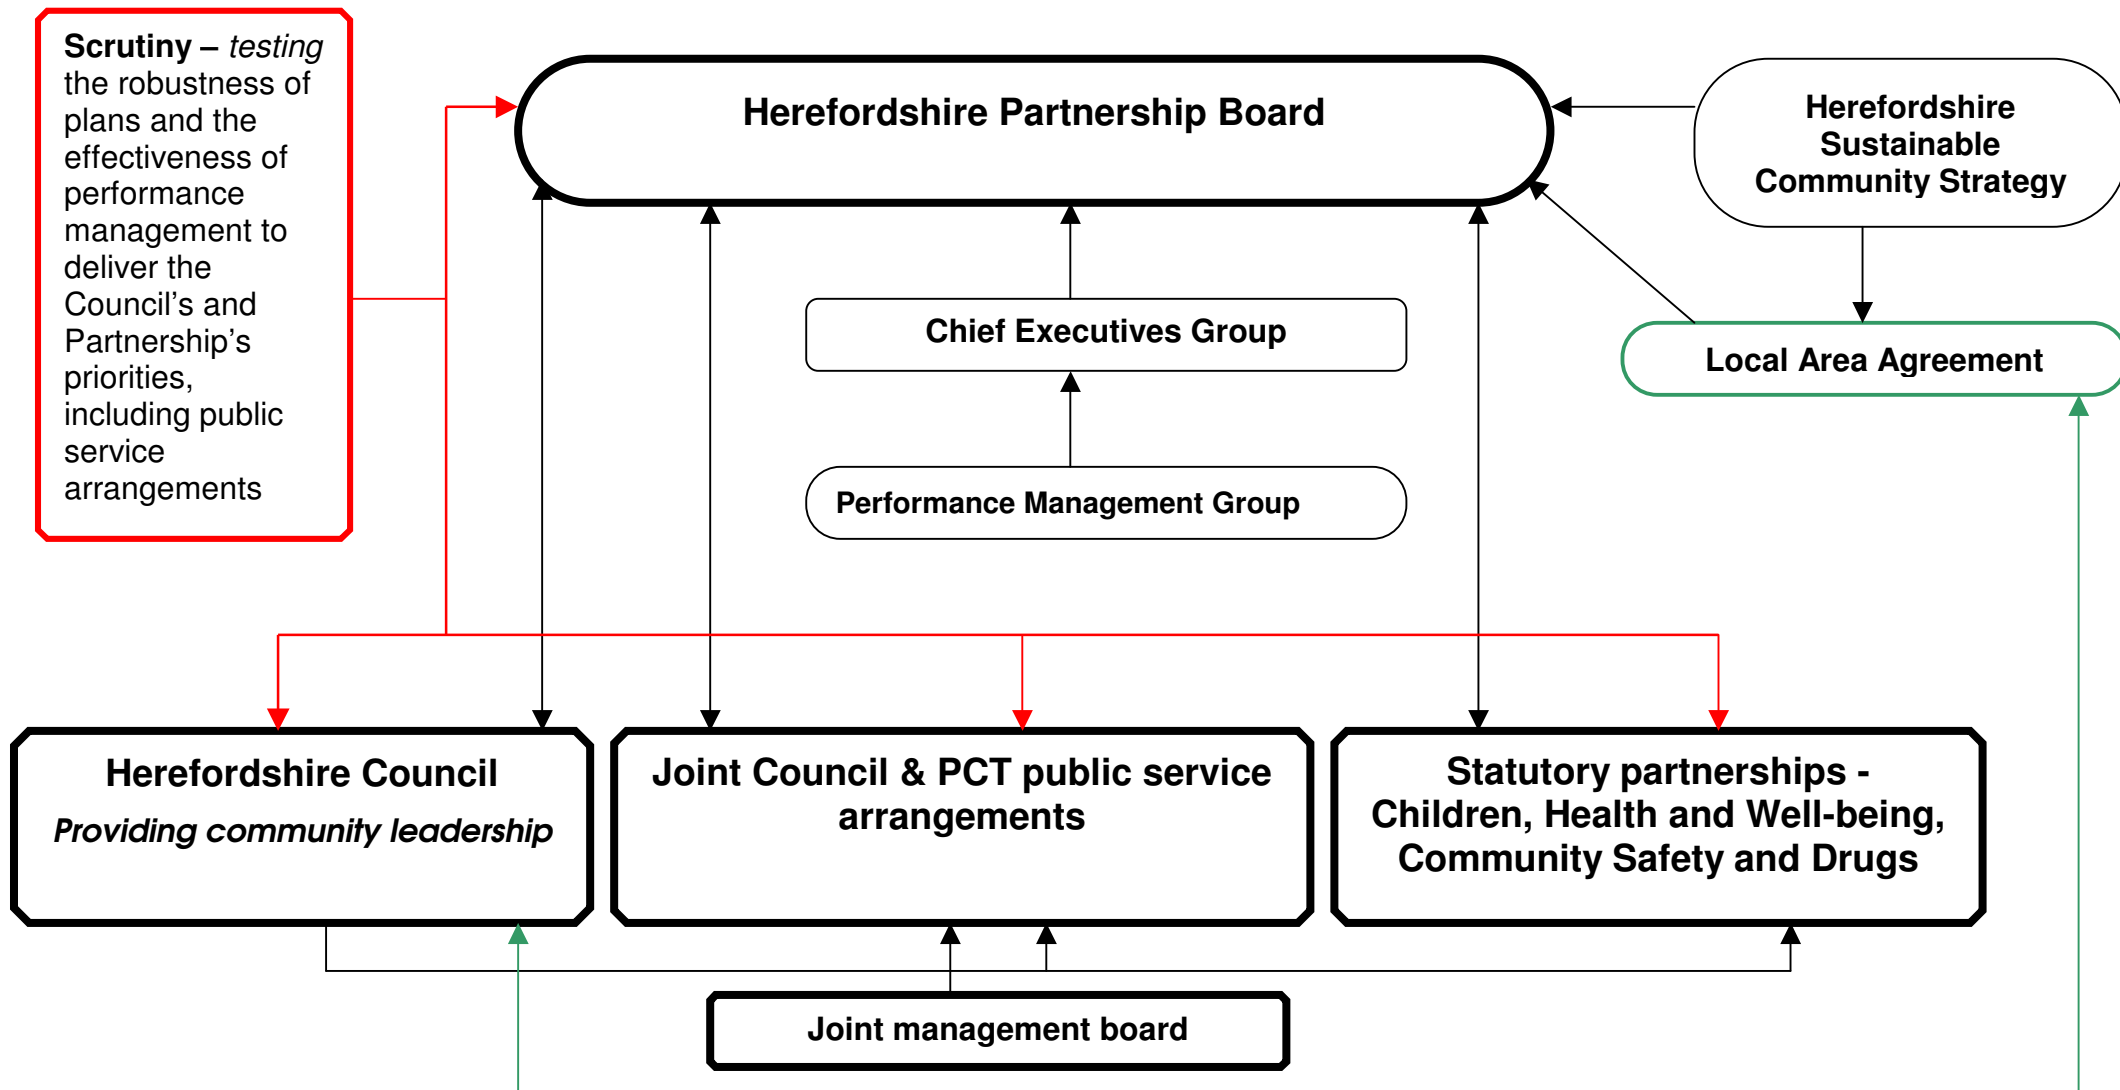 Scrutiny – testing
the robustness of
plans and the
effectiveness of
performance
management to
deliver the
Council’s and
Partnership’s
priorities,
including public
service
arrangements
Herefordshire Partnership Board
Herefordshire
Sustainable
Community Strategy
Chief Executives Group
Local Area Agreement
Performance Management Group
Herefordshire Council
Providing community leadership
Joint Council & PCT public service
arrangements
Statutory partnerships -
Children, Health and Well-being,
Community Safety and Drugs
Joint management board